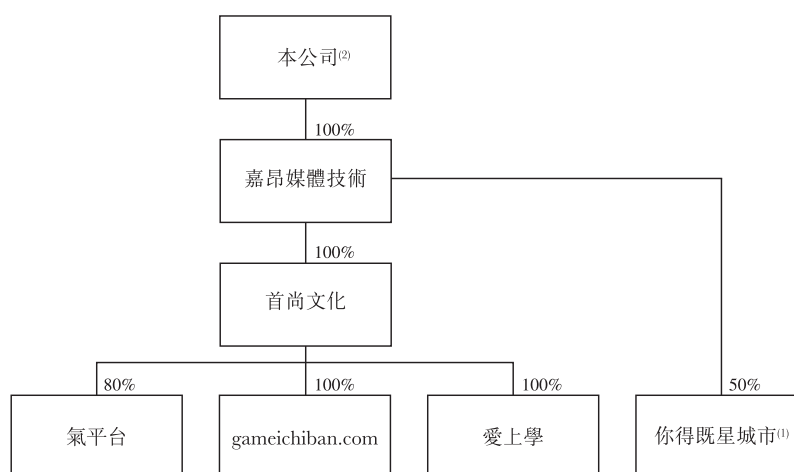 本公司(2)
100%
嘉昂媒體技術
100%
首尚文化
80% 100% 100% 50%
氣平台 gameichiban.com 愛上學 你得既星城市(1)